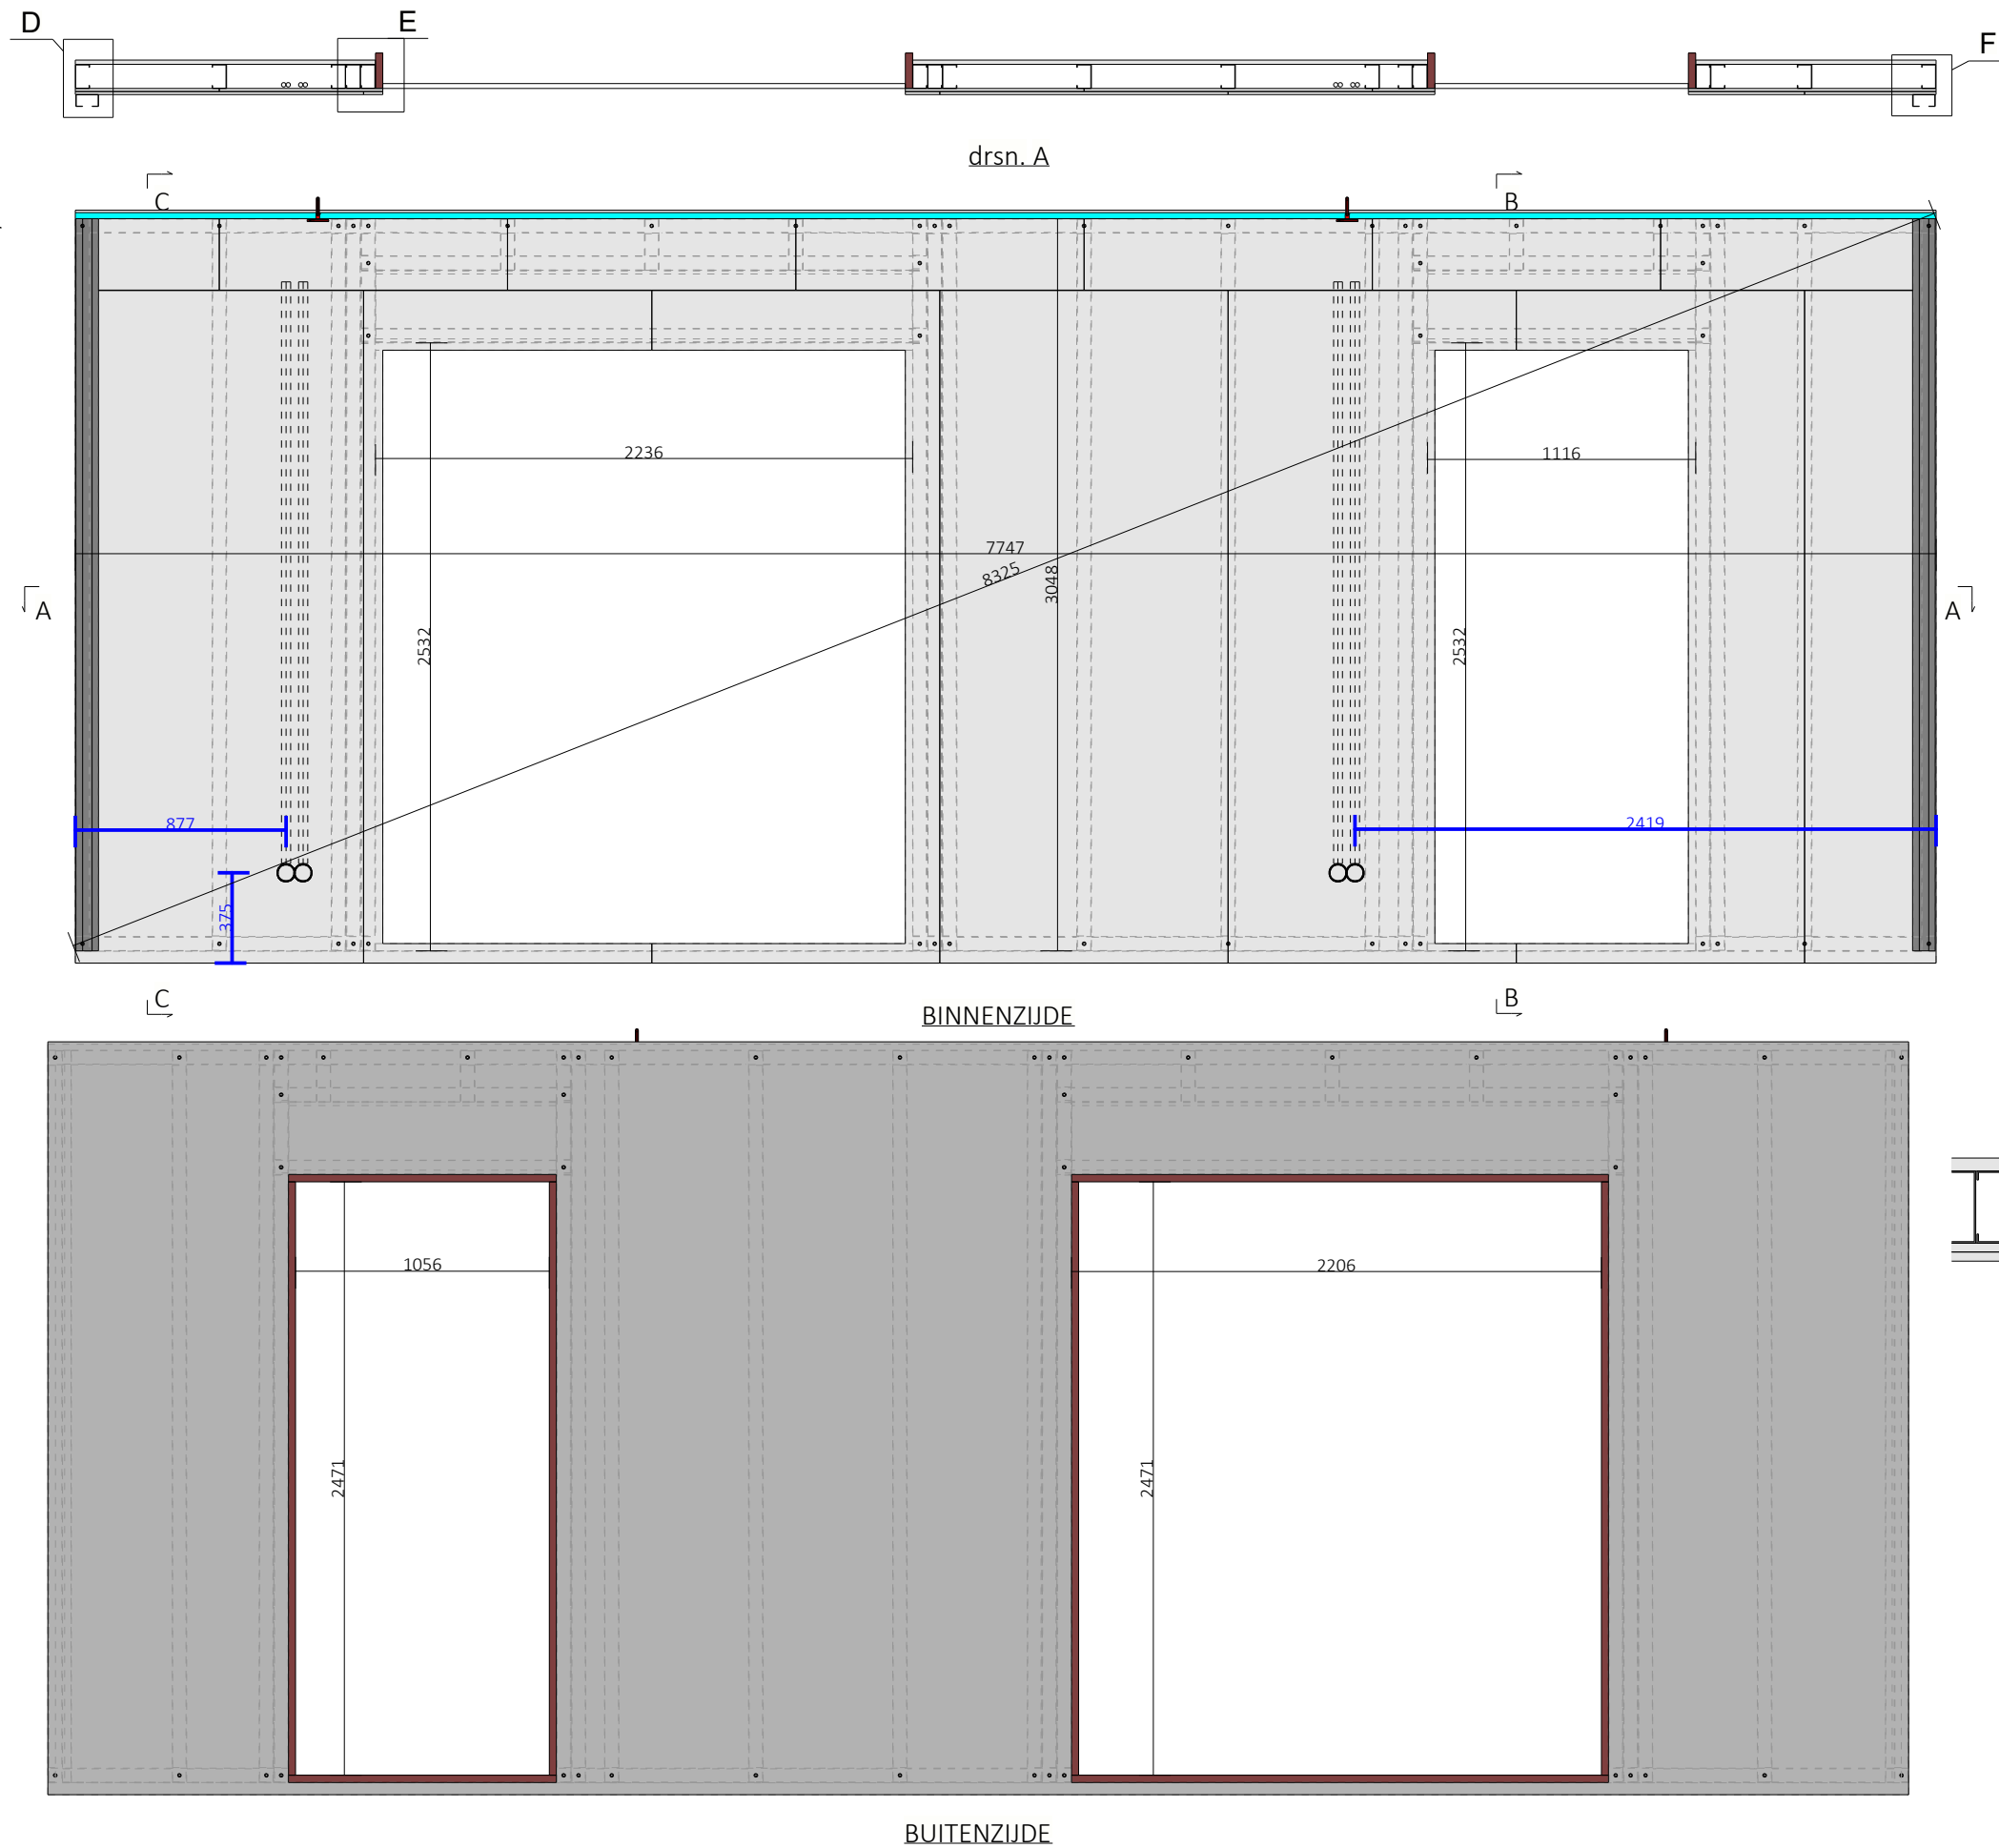 D
E
F
drsn. A
C
B
2236
1116
7747
8325
3048
A
A
2532
2532
877
2419
375
C
B
BINNENZIJDE
1056
2206
2471
2471
BUITENZIJDE